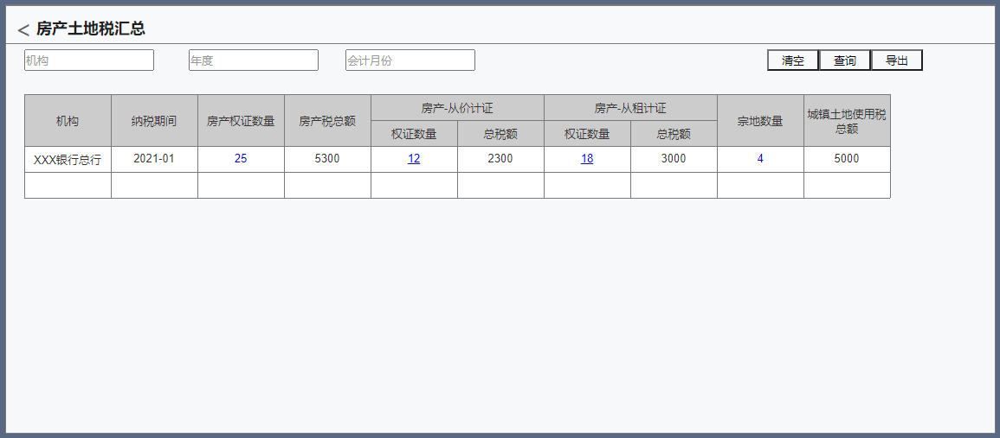 < 房产土地税汇总
机构 年度 会计月份 清空 查询 导出
机构 纳税期间 房产权证数量 房产税总额 房产-从价计证 房产-从租计证 宗地数量 城镇土地使用税
总额
权证数量 总税额 权证数量 总税额
XXX银行总行 2021-01 25 5300 12 2300 18 3000 4 5000